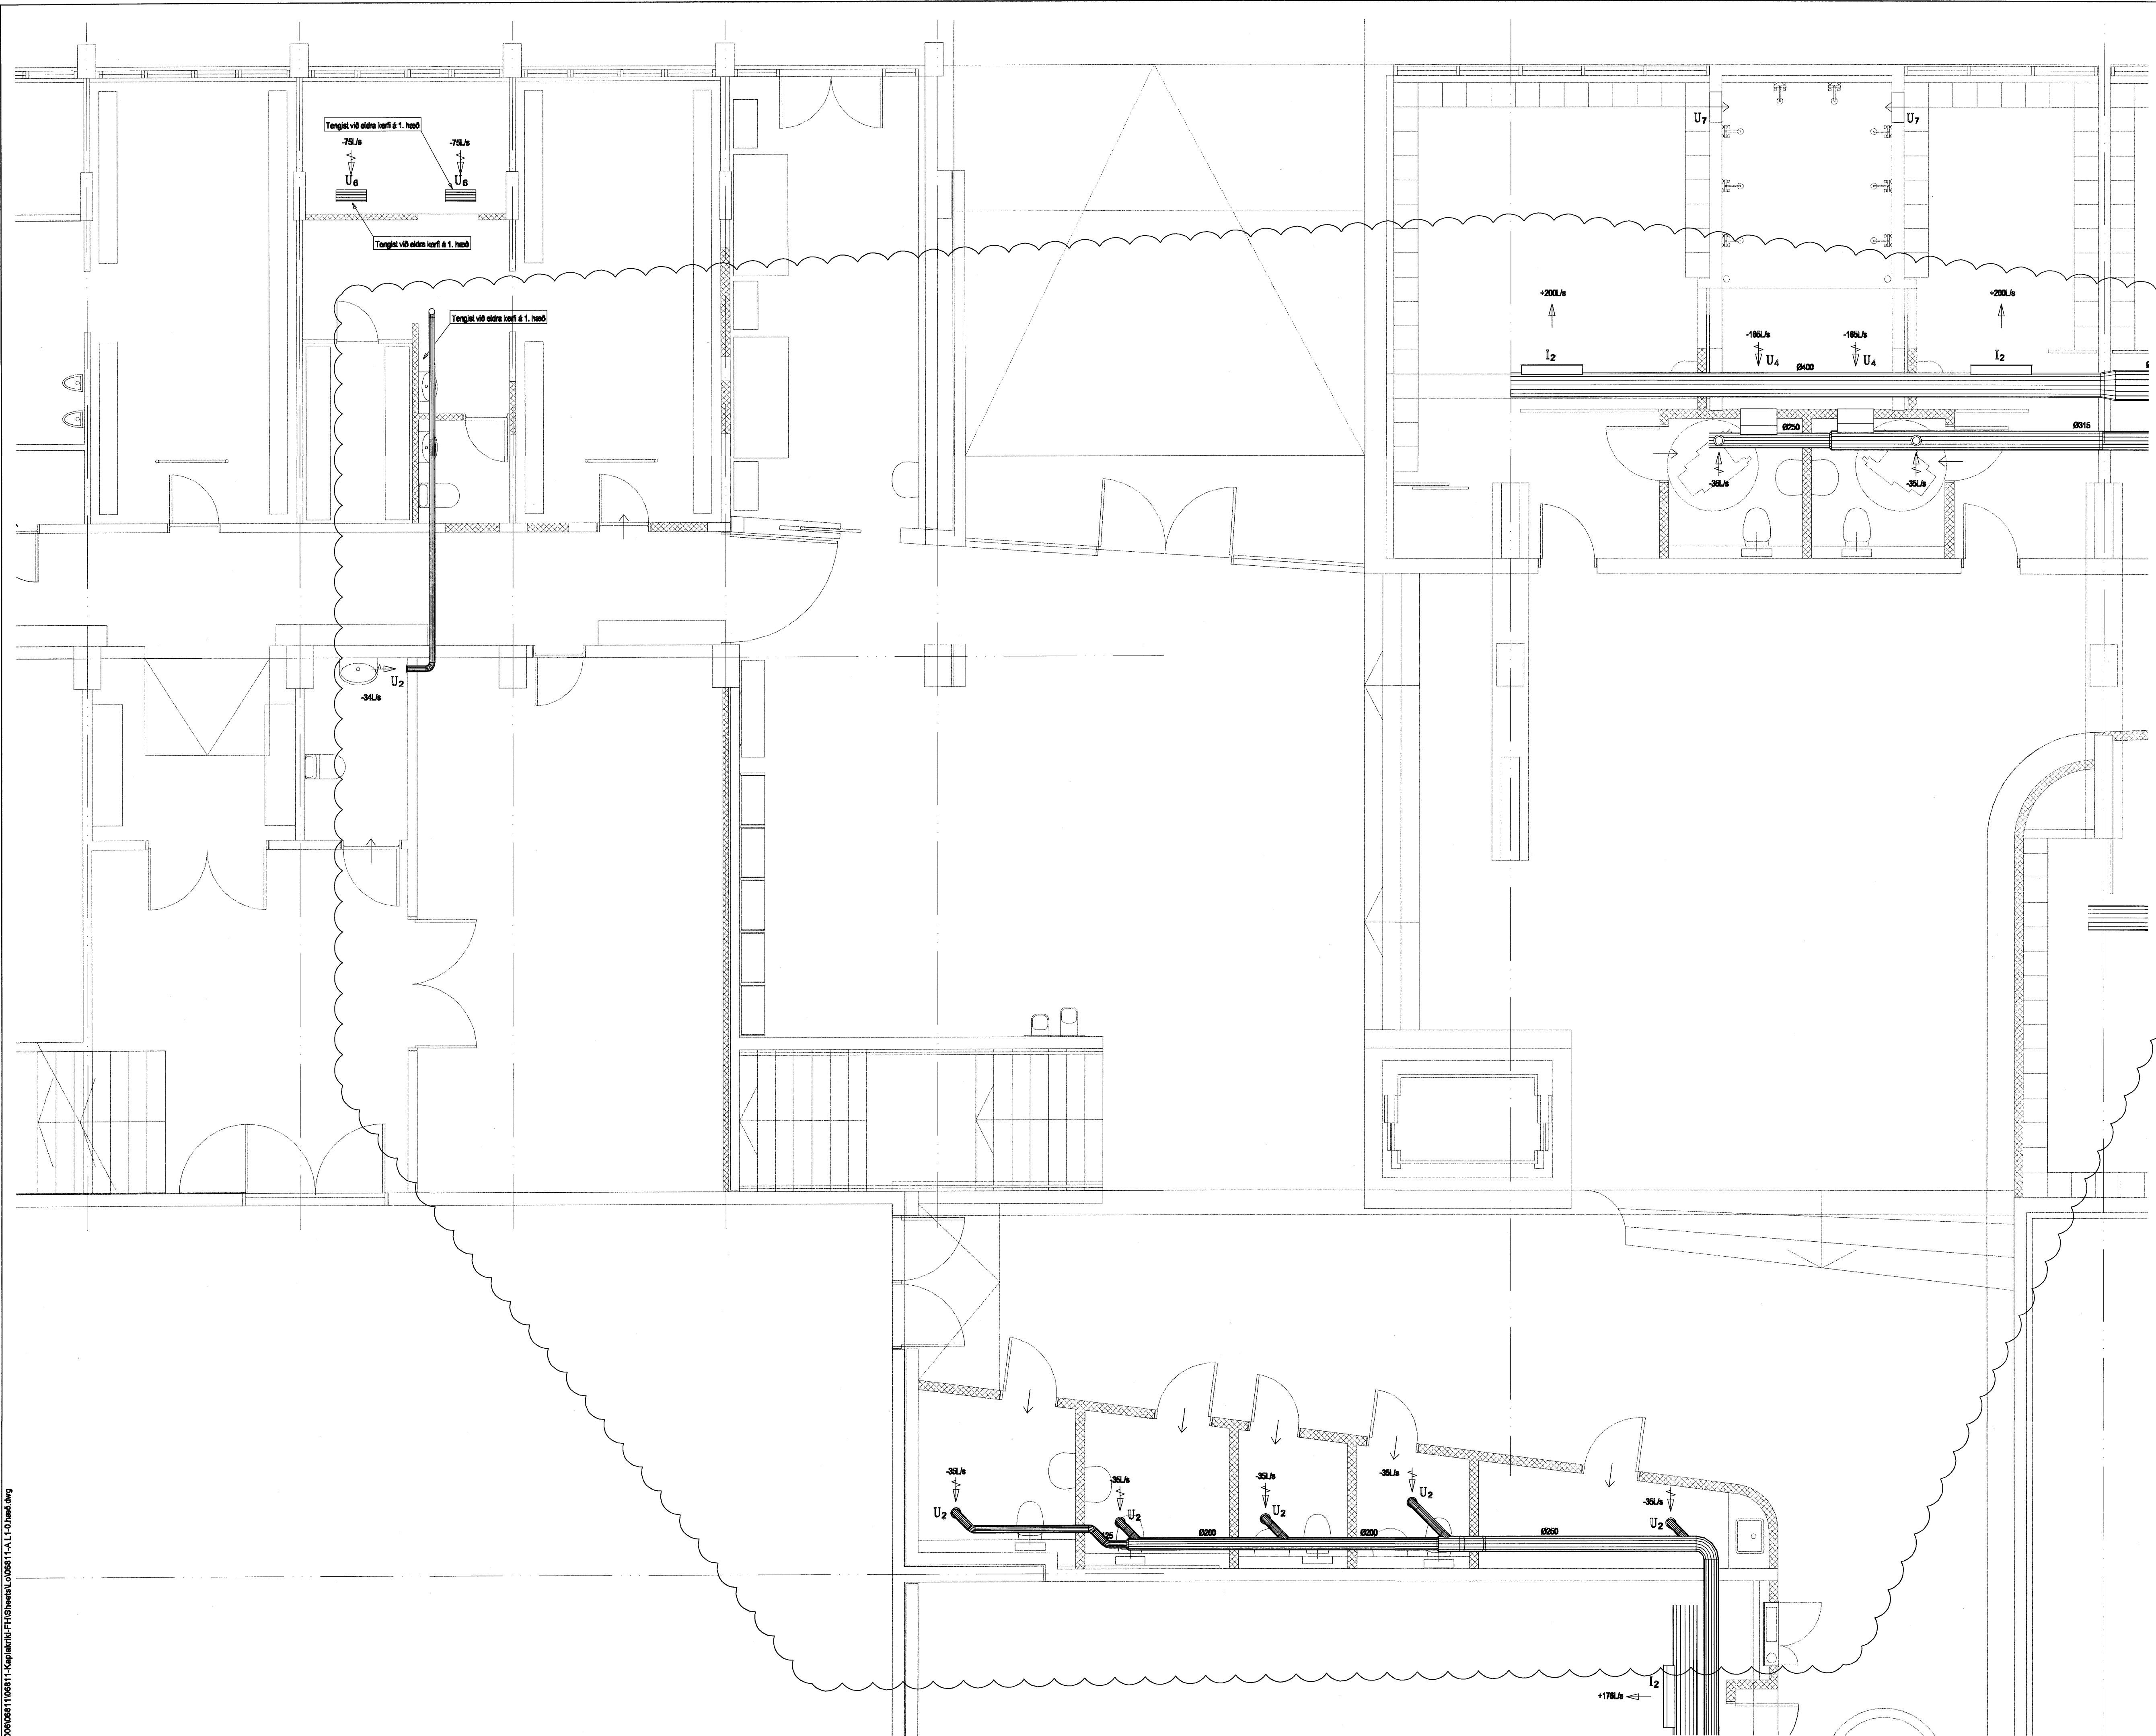 Tengist við eldra kerfi á 1. hæð
-75L/s
-75L/s
U6
U6
Tengist við eldra kerfi á 1. hæð
Tengist við eldra kerfi á 1. hæð
U7
U7
+200L/s
+200L/s
-165L/s
-165L/s
I2
U4
U4
I2
Ø400
Ø250
Ø315
-35L/s
-35L/s
U2
-34L/s
-35L/s
-35L/s
-35L/s
-35L/s
-35L/s
U2
U2
U2
U2
U2
125
Ø200
Ø200
Ø250
I2
+176L/s